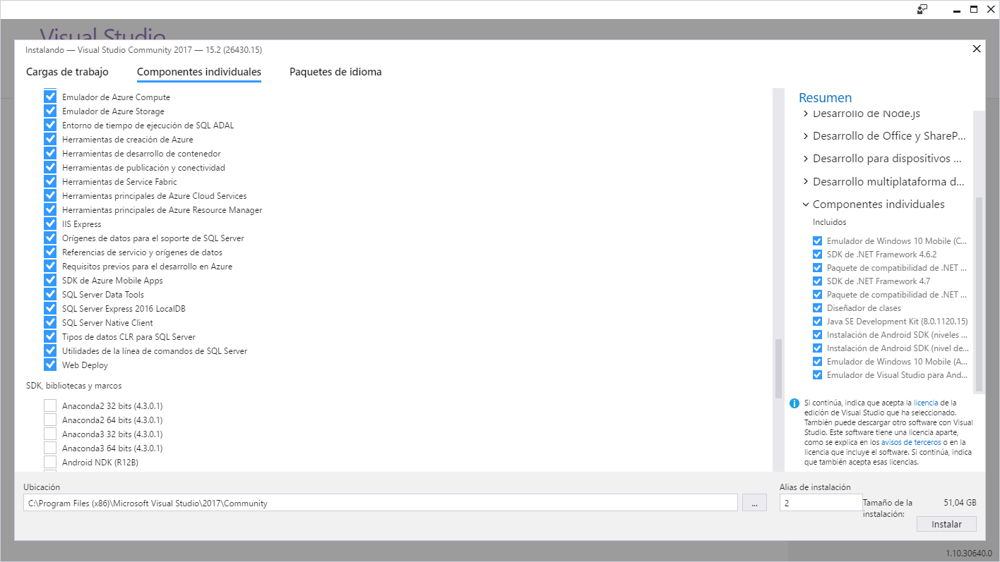 Visual Studio
Instalando — Visual Studio Community 2017 — 15.2 (26430.15)
Cargas de trabajo
Componentes individuales
Paquetes de idioma
Emulador de Azure Compute
Emulador de Azure Storage
Entorno de tiempo de ejecución de SQL ADAL
Herramientas de creación de Azure
Herramientas de desarrollo de contenedor
Herramientas de publicación y conectividad
Herramientas de Service Fabric
Herramientas principales de Azure Cloud Services
Herramientas principales de Azure Resource Manager
IIS Express
Orígenes de datos para el soporte de SQL Server
Referencias de servicio y orígenes de datos
Requisitos previos para el desarrollo en Azure
SDK de Azure Mobile Apps
SQL Server Data Tools
SQL Server Express 2016 LocalDB
SQL Server Native Client
Tipos de datos CLR para SQL Server
Utilidades de la línea de comandos de SQL Server
Web Deploy
SDK, bibliotecas y marcos
Anaconda2 32 bits (4.3.0.1)
Anaconda2 64 bits (4.3.0.1)
Anaconda3 32 bits (4.3.0.1)
Anaconda3 64 bits (4.3.0.1)
Android NDK (R12B)
Resumen
Desarrollo de Node.js
Desarrollo de Office y ShareP...
Desarrollo para dispositivos ...
Desarrollo multiplataforma d...
Componentes individuales
Incluidos
Emulador de Windows 10 Mobile (C...
SDK de .NET Framework 4.6.2
Paquete de compatibilidad de .NET ...
SDK de .NET Framework 4.7
Paquete de compatibilidad de .NET ...
Diseñador de clases
Java SE Development Kit (8.0.1120.15)
Instalación de Android SDK (niveles ...
Instalación de Android SDK (nivel de...
Emulador de Windows 10 Mobile (A...
Emulador de Visual Studio para And...
Si continúa, indica que acepta la licencia de la
edición de Visual Studio que ha seleccionado.
También puede descargar otro software con Visual
Studio. Este software tiene una licencia aparte,
como se explica en los avisos de terceros o en la
licencia que incluye el software. Si continúa, indica
que también acepta esas licencias.
Ubicación
C:\Program Files (x86)\Microsoft Visual Studio\2017\Community
...
Alias de instalación
2
Tamaño de la
instalación:
51,04 GB
Instalar
1.10.30640.0